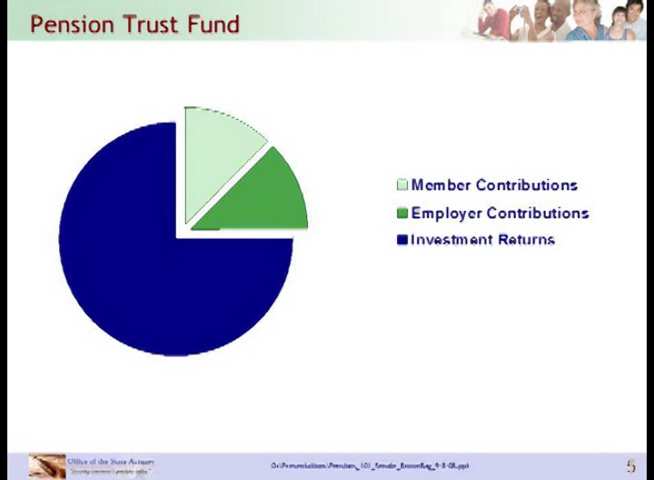 Pension Trust Fund
Member Contributions
Employer Contributions
Investment Returns
Office of the State Actuary
5